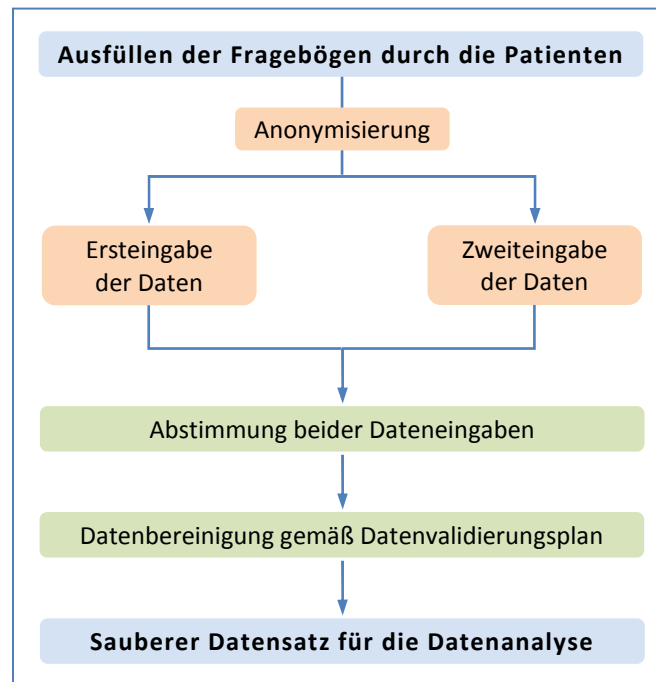 Ausfüllen der Fragebögen durch die Patienten
Anonymisierung
Ersteingabe
der Daten
Zweiteingabe
der Daten
Abstimmung beider Dateneingaben
Datenbereinigung gemäß Datenvalidierungsplan
Sauberer Datensatz für die Datenanalyse